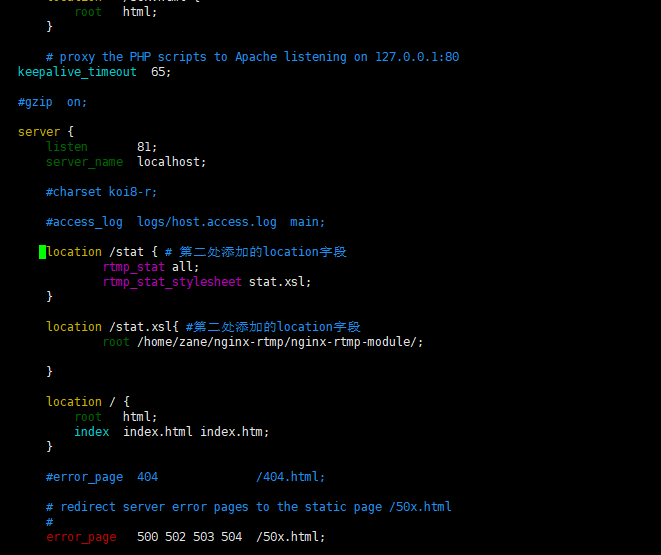 root   html;
}
# proxy the PHP scripts to Apache listening on 127.0.0.1:80
keepalive_timeout  65;
#gzip  on;
server {
listen       81;
server_name  localhost;
#charset koi8-r;
#access_log  logs/host.access.log  main;
location /stat { # 第二处添加的location字段
rtmp_stat all;
rtmp_stat_stylesheet stat.xsl;
}
location /stat.xsl{ #第二处添加的location字段
root /home/zane/nginx-rtmp/nginx-rtmp-module/;
}
location / {
root   html;
index  index.html index.htm;
}
#error_page  404              /404.html;
# redirect server error pages to the static page /50x.html
#
error_page   500 502 503 504  /50x.html;